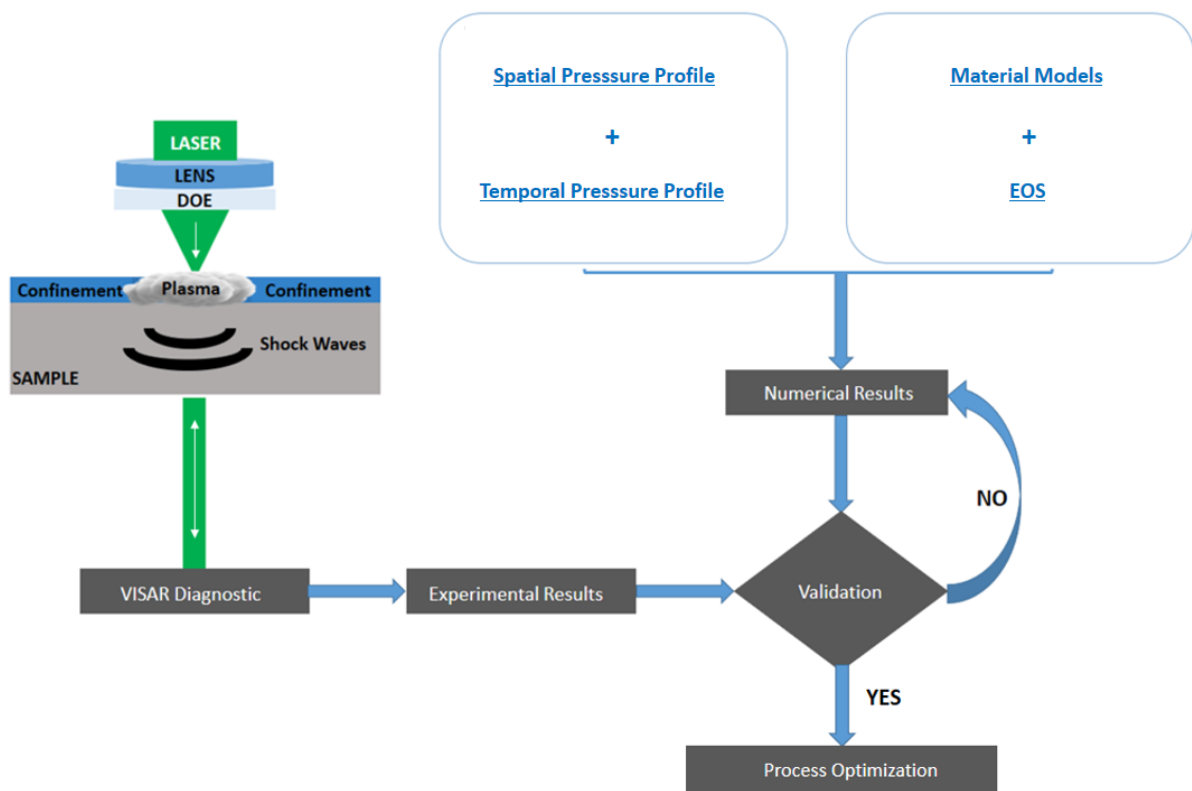 Spatial Presssure Profile
+
Temporal Presssure Profile
Material Models
+
EOS
LASER
LENS
DOE
Confinement
Plasma
Confinement
Shock Waves
SAMPLE
Numerical Results
NO
VISAR Diagnostic
Experimental Results
Validation
YES
Process Optimization